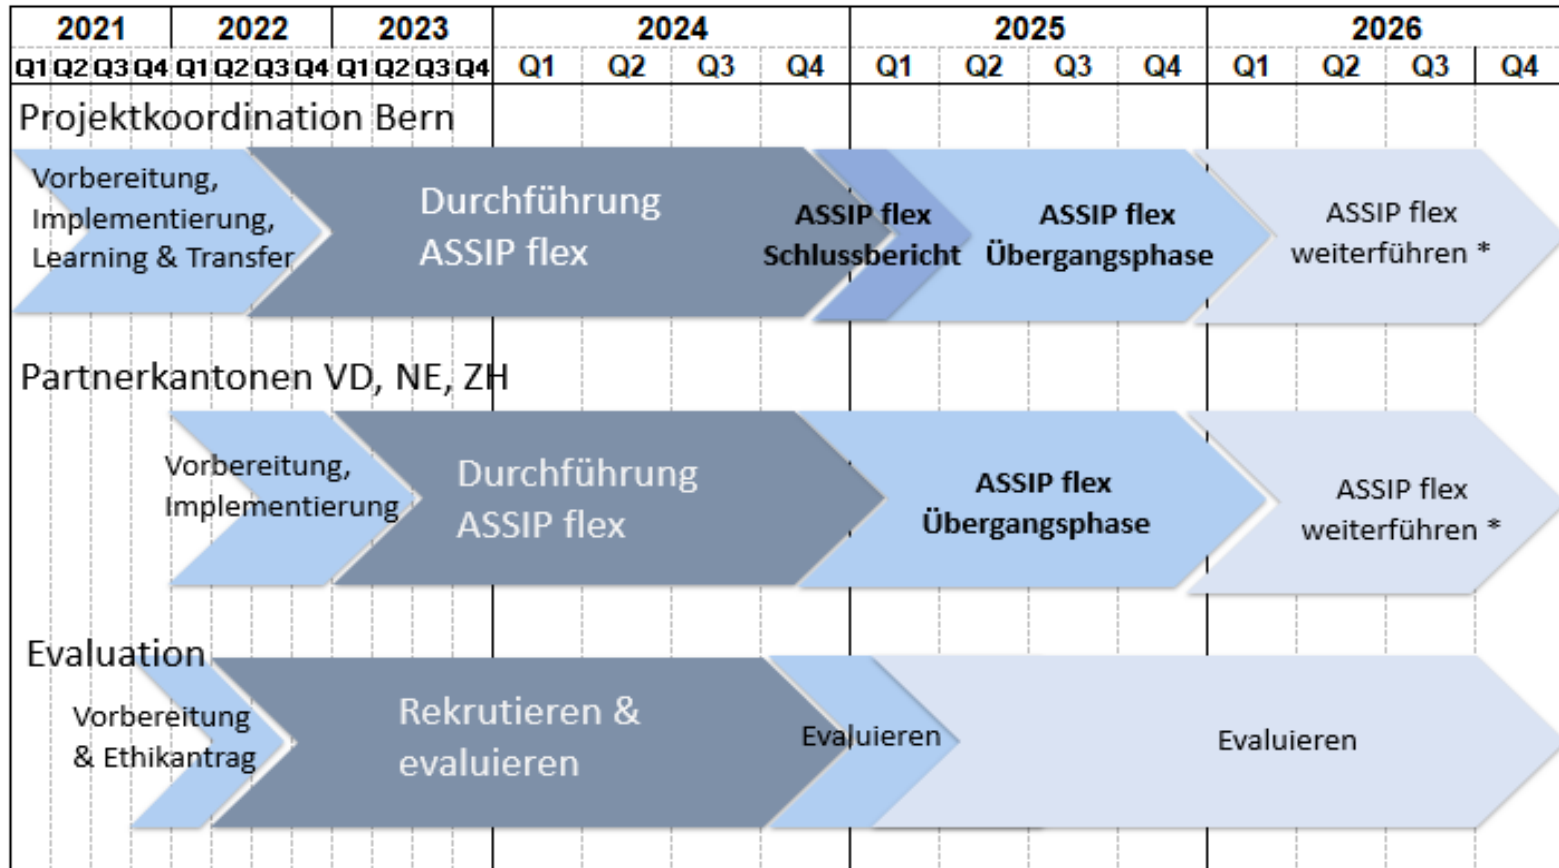 2021 2022 2023 2024 2025 2026
Q1 Q2 Q3 Q4 Q1 Q2 Q3 Q4 Q1 Q2 Q3 Q4 Q1 Q2 Q3 Q4 Q1 Q2 Q3 Q4 Q1 Q2 Q3 Q4
Projektkoordination Bern
Vorbereitung,
Implementierung,
Learning & Transfer
Durchführung
ASSIP flex
ASSIP flex
Schlussbericht
ASSIP flex
Übergangsphase
ASSIP flex
weiterführen *
Partnerkantonen VD, NE, ZH
Vorbereitung,
Implementierung
Durchführung
ASSIP flex
ASSIP flex
Übergangsphase
ASSIP flex
weiterführen *
Evaluation
Vorbereitung
& Ethikantrag
Rekrutieren &
evaluieren
Evaluieren
Evaluieren